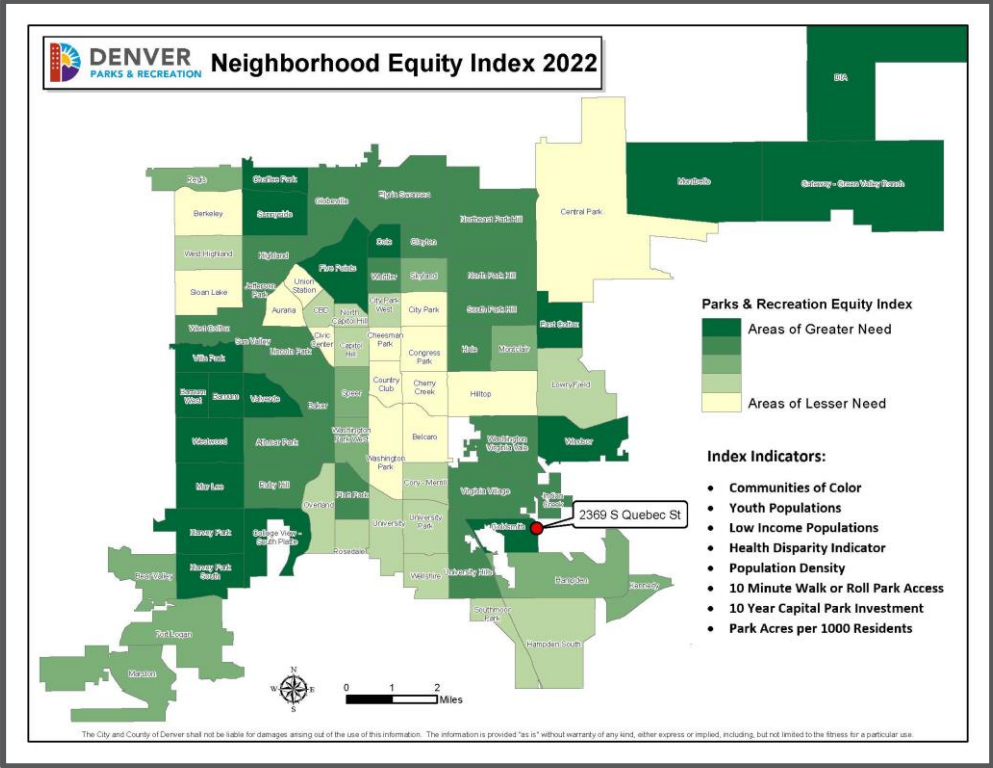 DENVER
PARKS & RECREATION
Neighborhood Equity Index 2022
DIA
Regis
Chaffee Park
Globeville
Elyria Swansea
Montbello
Gateway - Green Valley Ranch
Berkeley
Sunnyside
Northeast Park Hill
Central Park
West Highland
Highland
Cole
Clayton
Five Points
Whittier
Skyland
North Park Hill
Sloan Lake
Jefferson
Park
Union
Station
Auraria
CBD
North
Capitol Hill
City Park
West
City Park
South Park Hill
East Colfax
West Colfax
Sun Valley
Lincoln Park
Civic
Center
Capitol
Hill
Cheesman
Park
Congress
Park
Hale
Montclair
Villa Park
Barnum
West
Barnum
Valverde
Baker
Speer
Country
Club
Cherry
Creek
Hilltop
Lowry Field
Westwood
Athmar Park
Washington
Park West
Washington
Park
Belcaro
Washington
Virginia Vale
Windsor
Mar Lee
Ruby Hill
Overland
Platt Park
Cory - Merrill
Virginia Village
Indian
Creek
Harvey Park
College View -
South Platte
Rosedale
University
University
Park
Goldsmith
2369 S Quebec St
Bear Valley
Harvey Park
South
Wellshire
University Hills
Hampden
Kennedy
Southmoor
Park
Hampden South
Fort Logan
Marston
Parks & Recreation Equity Index
Areas of Greater Need
Areas of Lesser Need
Index Indicators:
• Communities of Color
• Youth Populations
• Low Income Populations
• Health Disparity Indicator
• Population Density
• 10 Minute Walk or Roll Park Access
• 10 Year Capital Park Investment
• Park Acres per 1000 Residents
N
W
E
S
0 1 2
Miles
The City and County of Denver shall not be liable for damages arising out of the use of this information. The information is provided "as is" without warranty of any kind, either express or implied, including, but not limited to the fitness for a particular use.